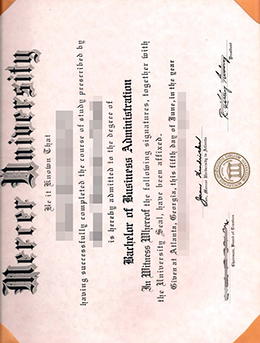 Mercer University
Be it Known That
having successfully completed the course of study prescribed by
is hereby admitted to the degree of
Bachelor of Business Administration
In Witness Whereof the following signatures, together with
the University Seal, have been affixed.
Given at Atlanta, Georgia, this fifth day of June, in the year
President